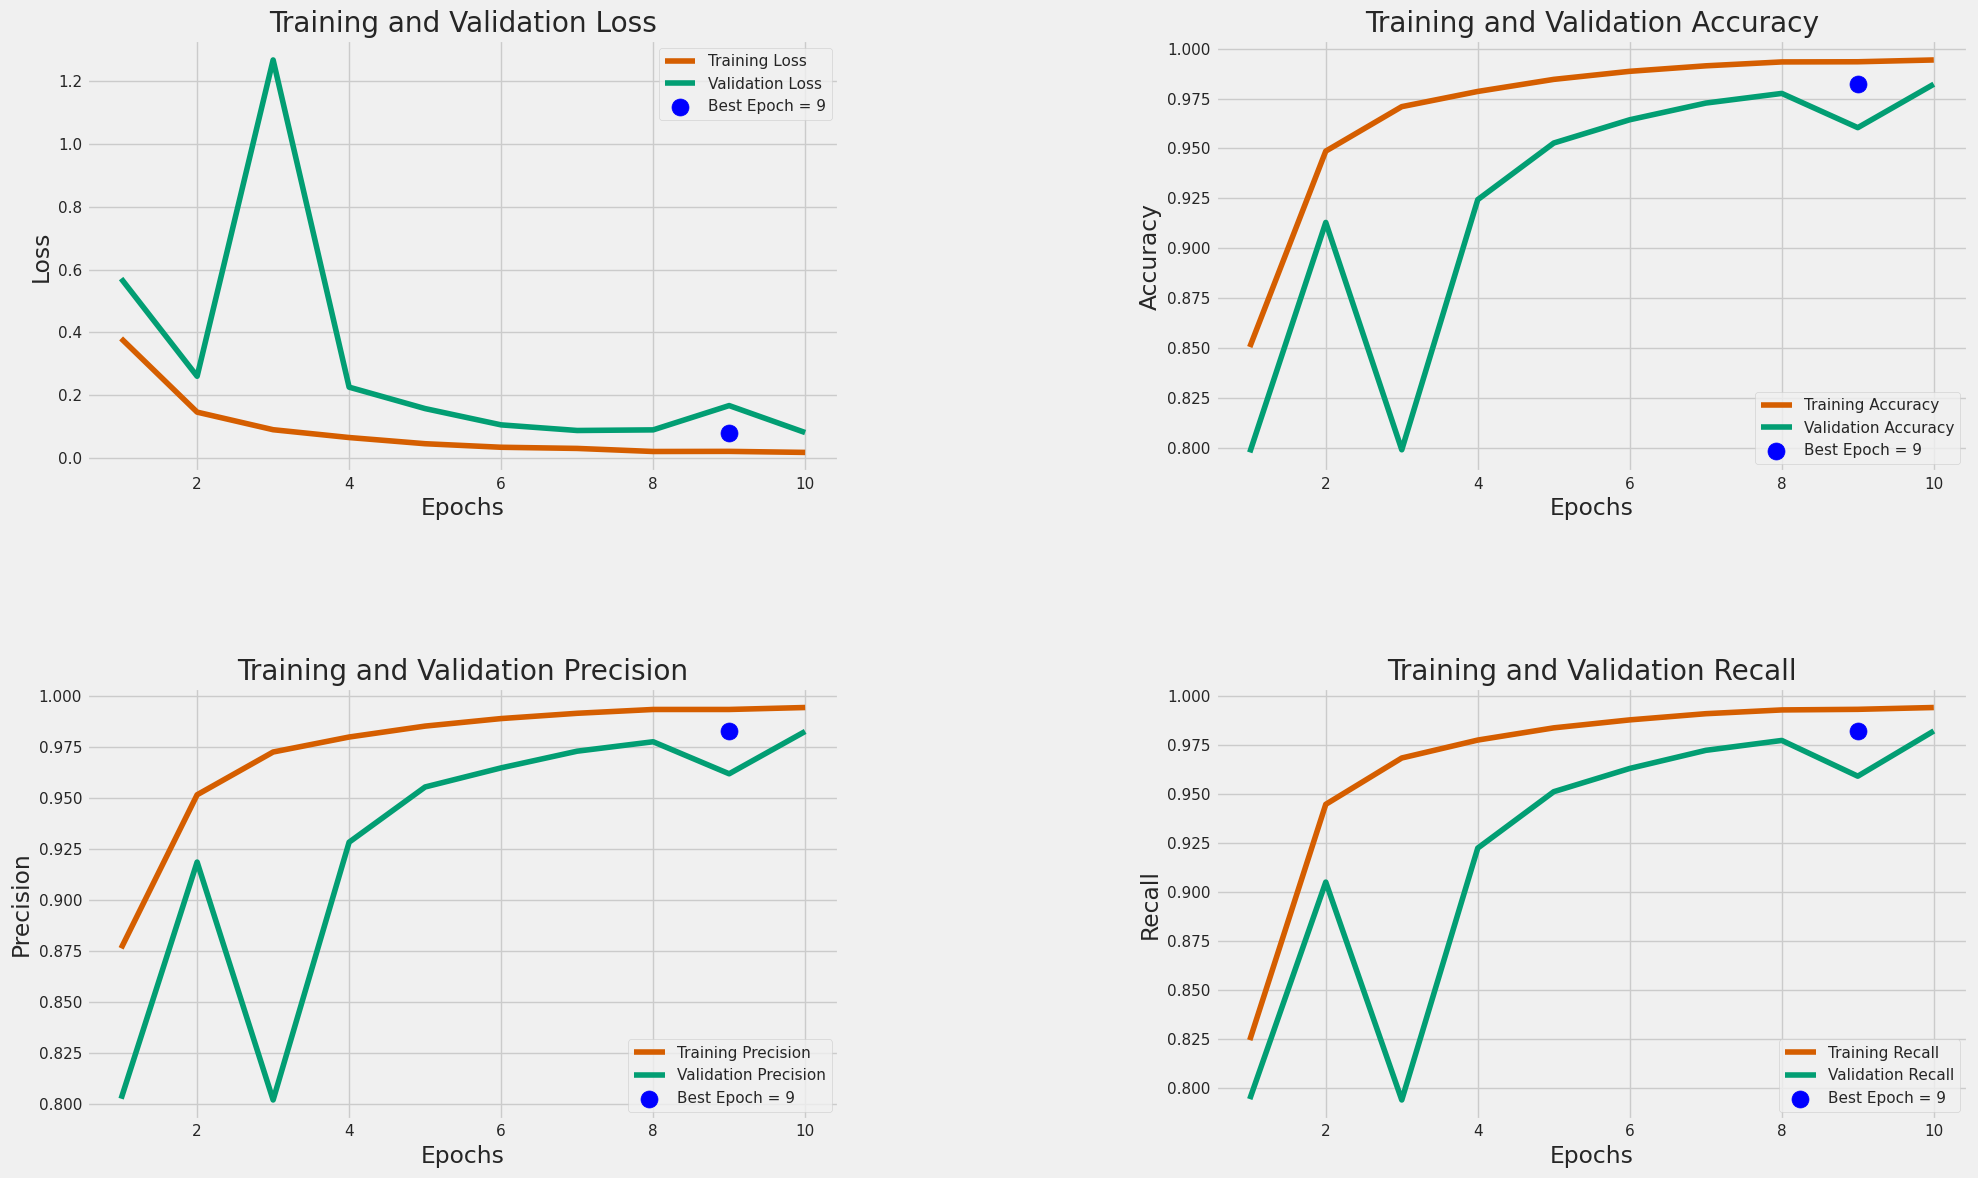 Training and Validation Loss
Loss
1.2
1.0
0.8
0.6
0.4
0.2
0.0
Training Loss
Validation Loss
Best Epoch = 9
2 4 6 8 10
Epochs
Training and Validation Accuracy
Accuracy
1.000
0.975
0.950
0.925
0.900
0.875
0.850
0.825
0.800
Training Accuracy
Validation Accuracy
Best Epoch = 9
2 4 6 8 10
Epochs
Training and Validation Precision
Precision
1.000
0.975
0.950
0.925
0.900
0.875
0.850
0.825
0.800
Training Precision
Validation Precision
Best Epoch = 9
2 4 6 8 10
Epochs
Training and Validation Recall
Recall
1.000
0.975
0.950
0.925
0.900
0.875
0.850
0.825
0.800
Training Recall
Validation Recall
Best Epoch = 9
2 4 6 8 10
Epochs